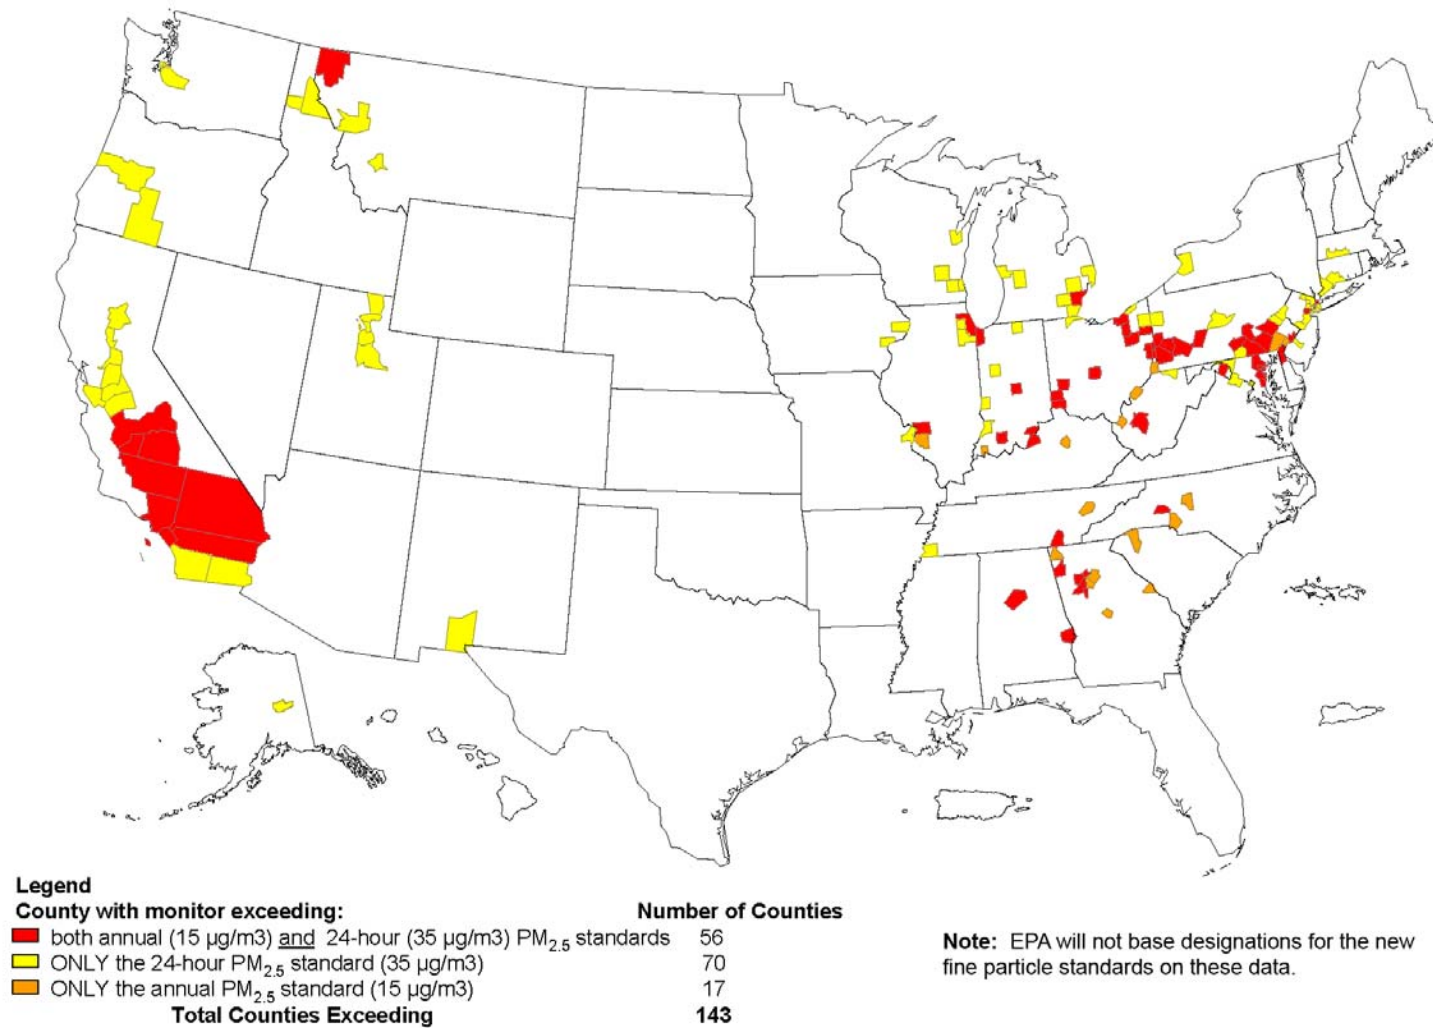 Legend
County with monitor exceeding: Number of Counties
both annual (15 µg/m3) and 24-hour (35 µg/m3) PM2.5 standards 56
ONLY the 24-hour PM2.5 standard (35 µg/m3) 70
ONLY the annual PM2.5 standard (15 µg/m3) 17
Total Counties Exceeding 143
Note: EPA will not base designations for the new
fine particle standards on these data.